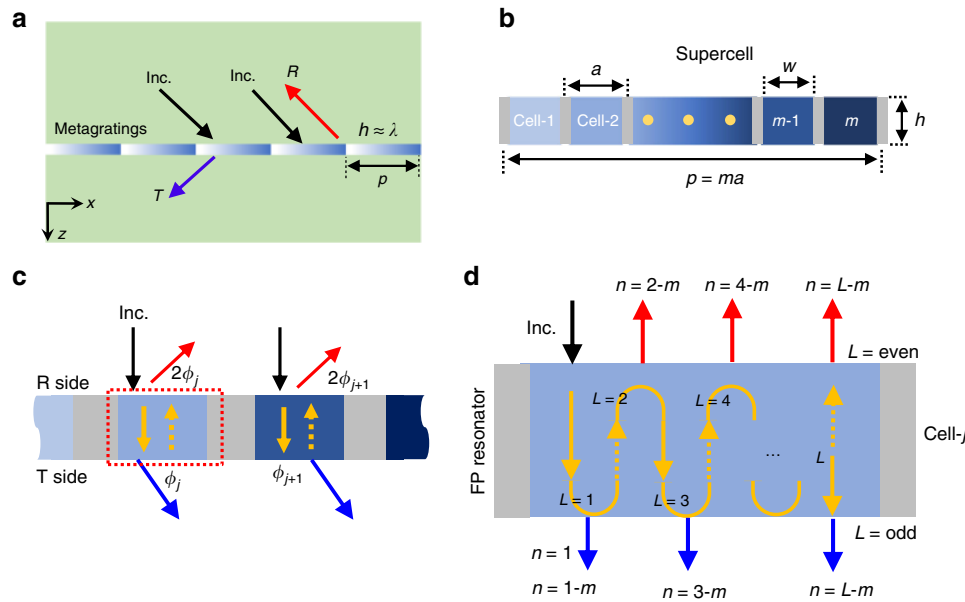 a
Inc.
Inc.
R
Metagratings
h ≈ λ
p
T
x
z
b
Supercell
a
w
Cell-1
Cell-2
m-1
m
h
p = ma
c
Inc.
R side
2ϕj
2ϕj+1
T side
ϕj
ϕj+1
d
n = 2-m
n = 4-m
n = L-m
Inc.
L = even
FP resonator
L = 2
L = 4
Cell-j
...
L
L = 1
L = 3
L = odd
n = 1
n = 1-m
n = 3-m
n = L-m